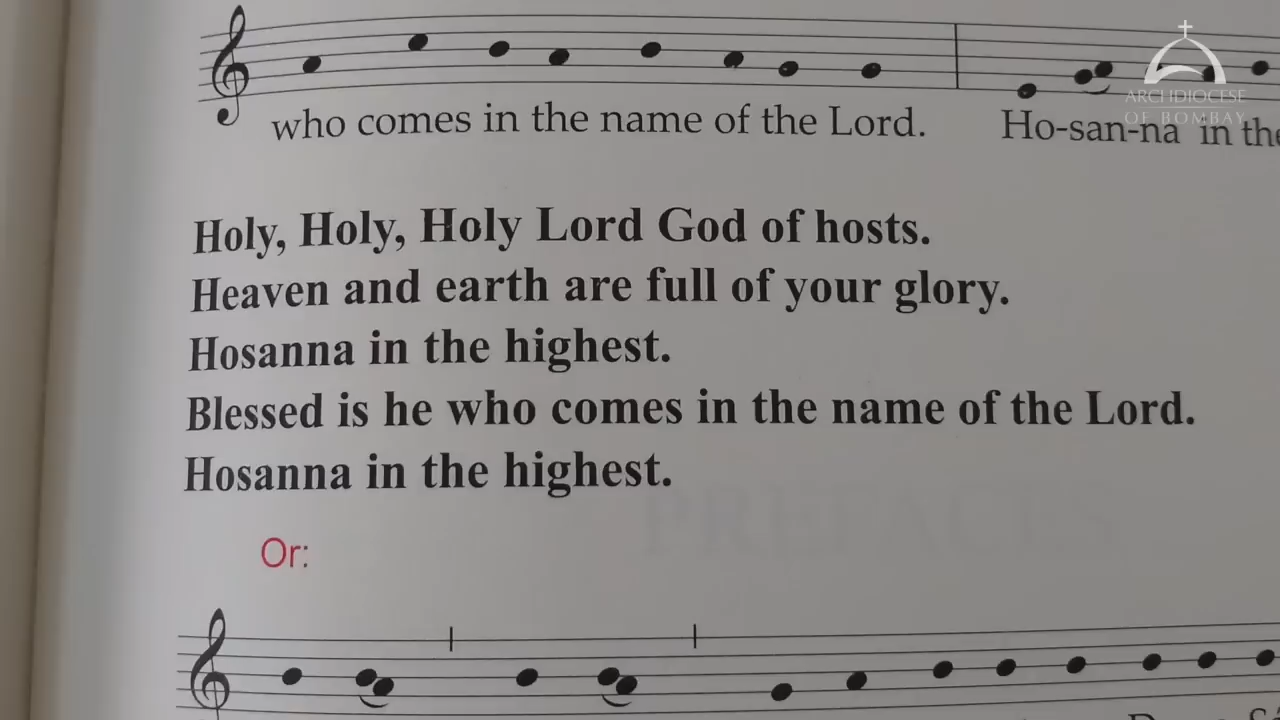 ARCHDIOCESE
OF BOMBAY
who comes in the name of the Lord. Ho-san-na in the
Holy, Holy, Holy Lord God of hosts.
Heaven and earth are full of your glory.
Hosanna in the highest.
Blessed is he who comes in the name of the Lord.
Hosanna in the highest.
PREFACES
Or: